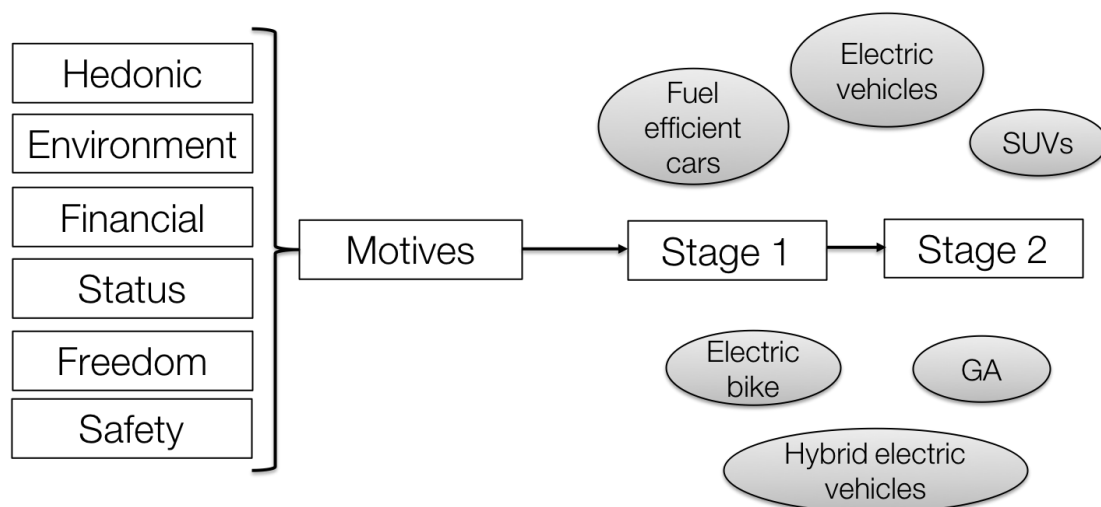 Hedonic
Environment
Financial
Status
Freedom
Safety
Motives
Stage 1
Stage 2
Fuel
efficient
cars
Electric
vehicles
SUVs
Electric
bike
GA
Hybrid electric
vehicles